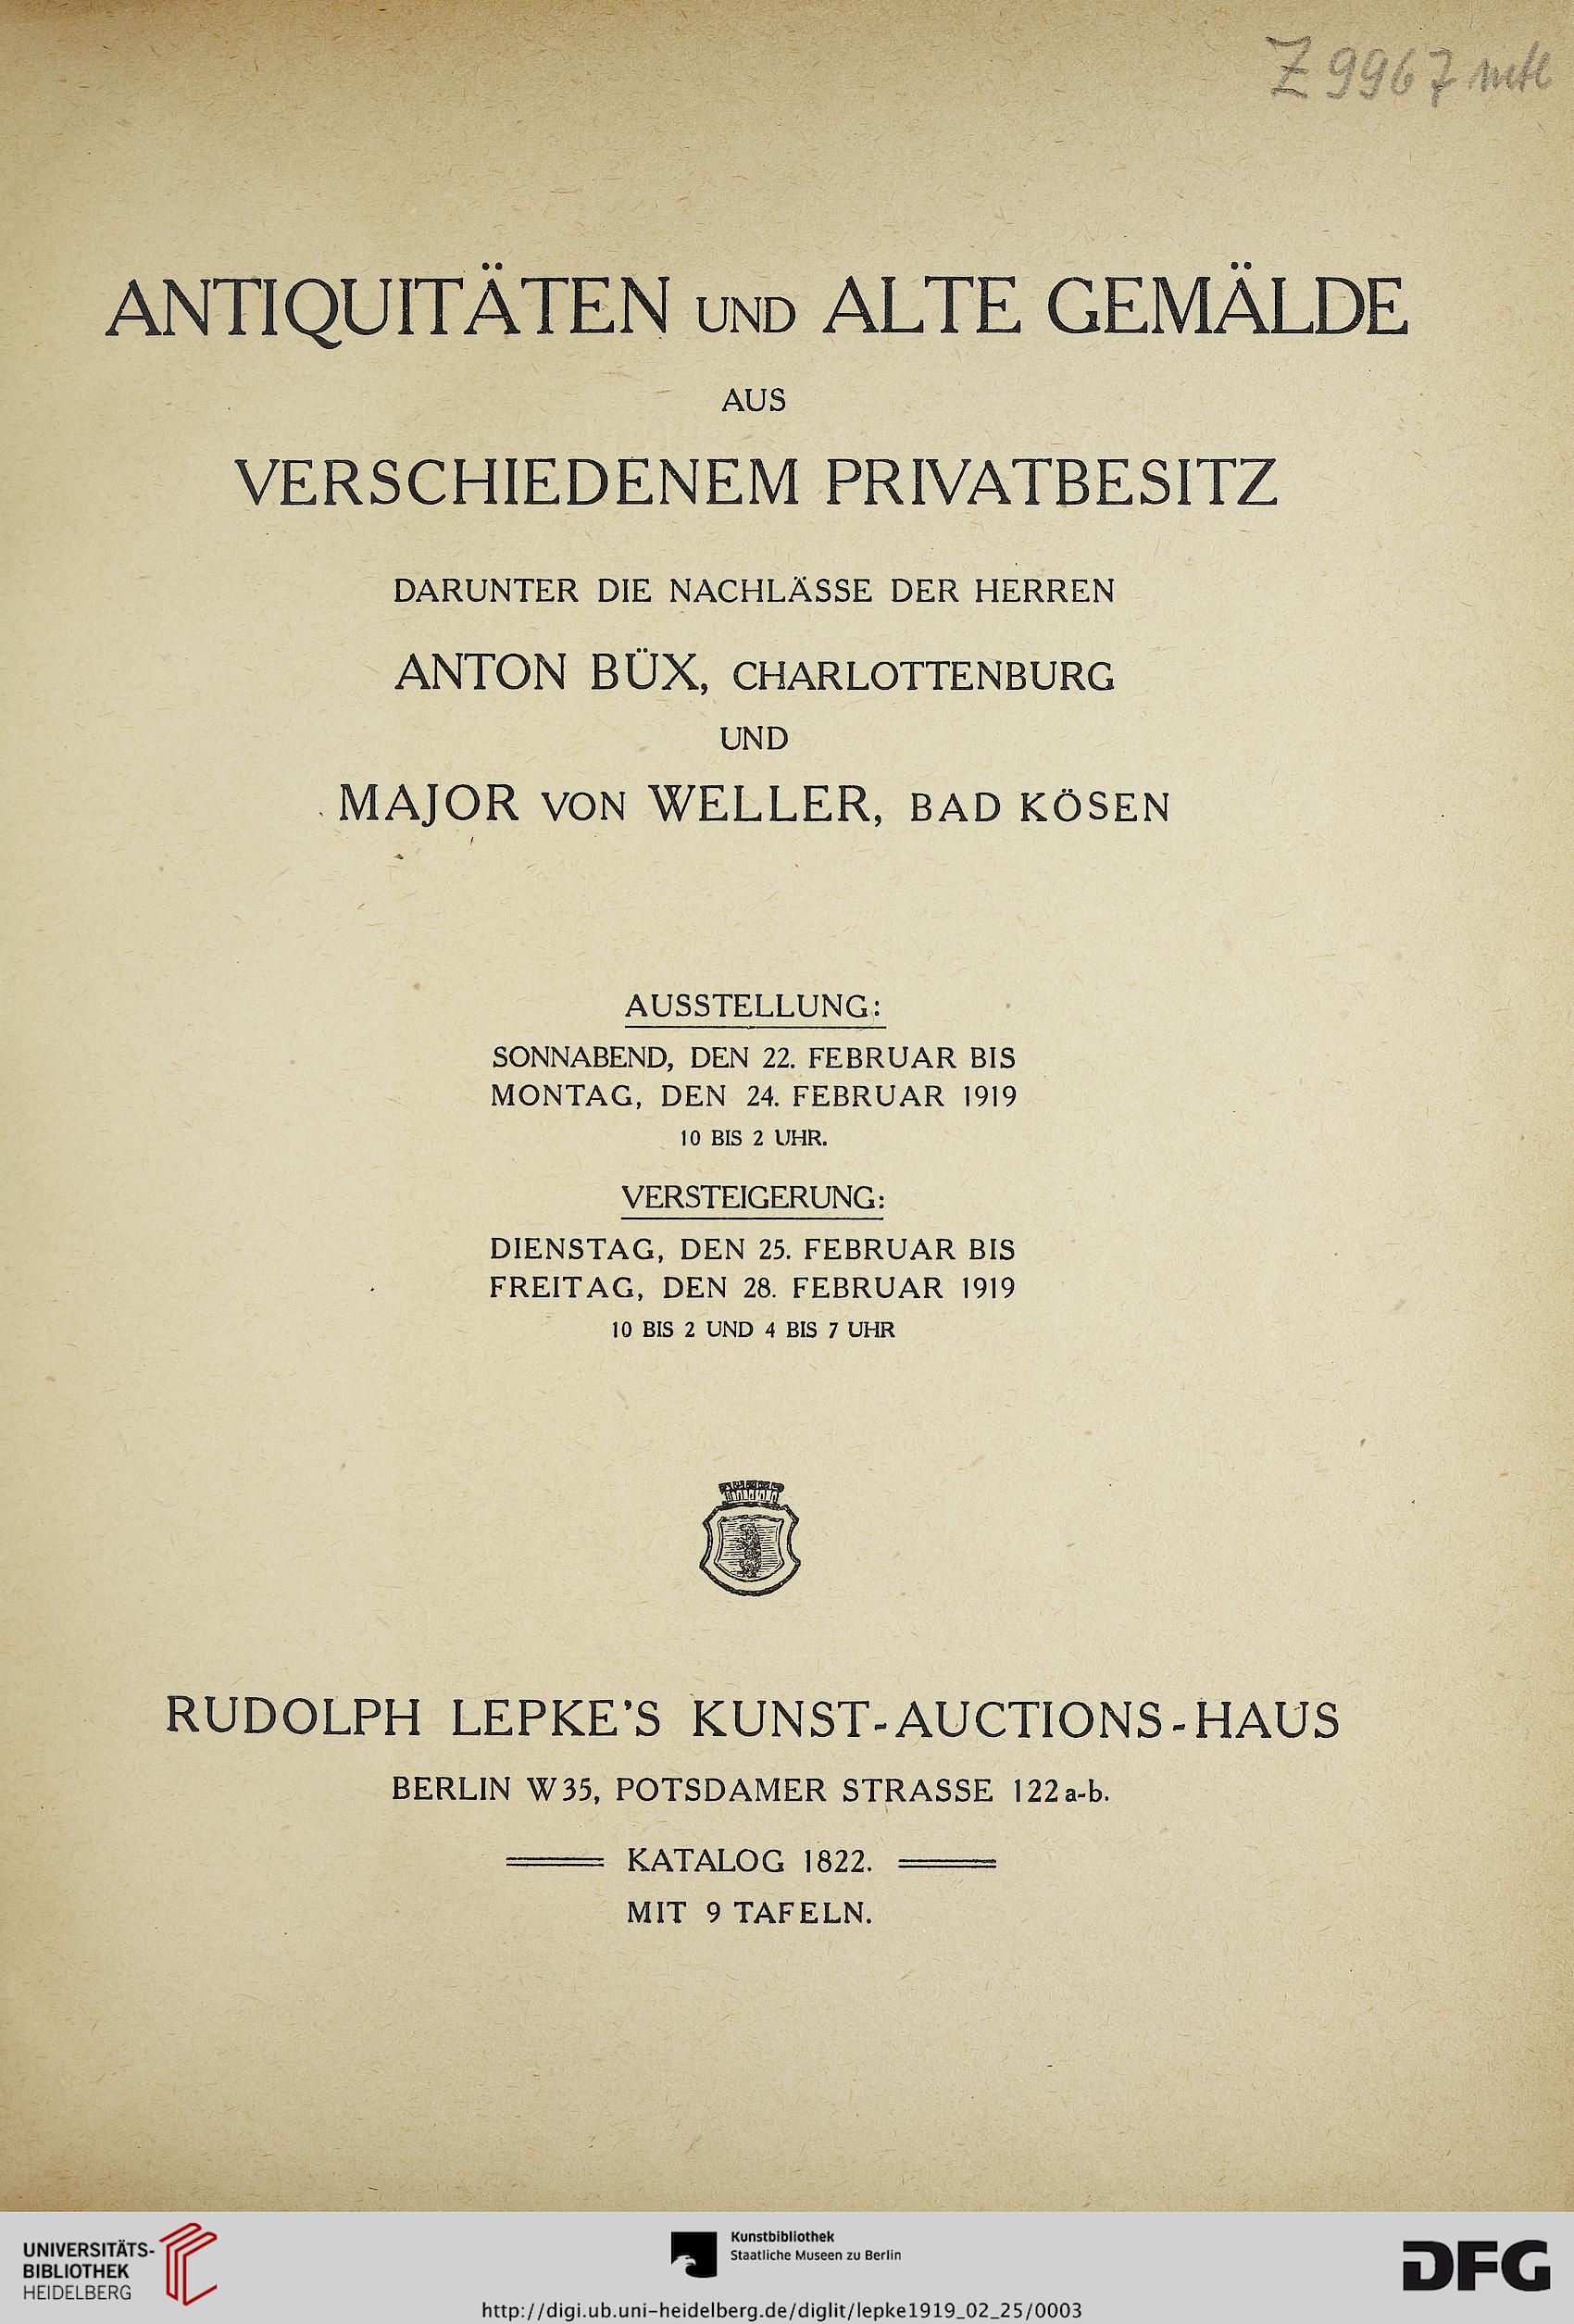 Z 9967
ANTIQUITÄTEN UND ALTE GEMÄLDE
AUS
VERSCHIEDENEM PRIVATBESITZ
DARUNTER DIE NACHLÄSSE DER HERREN
ANTON BÜX, CHARLOTTENBURG
UND
MAJOR VON WELLER, BAD KÖSEN
AUSSTELLUNG:
SONNABEND, DEN 22. FEBRUAR BIS
MONTAG, DEN 24. FEBRUAR 1919
10 BIS 2 UHR.
VERSTEIGERUNG:
DIENSTAG, DEN 25. FEBRUAR BIS
FREITAG, DEN 28. FEBRUAR 1919
10 BIS 2 UND 4 BIS 7 UHR
RUDOLPH LEPKE'S KUNST-AUCTIONS-HAUS
BERLIN W35, POTSDAMER STRASSE 122 a-b.
KATALOG 1822.
MIT 9 TAFELN.
UNIVERSITÄTS-
BIBLIOTHEK
HEIDELBERG
Kunstbibliothek
Staatliche Museen zu Berlin
DFG
http://digi.ub.uni-heidelberg.de/diglit/lepke1919_02_25/0003